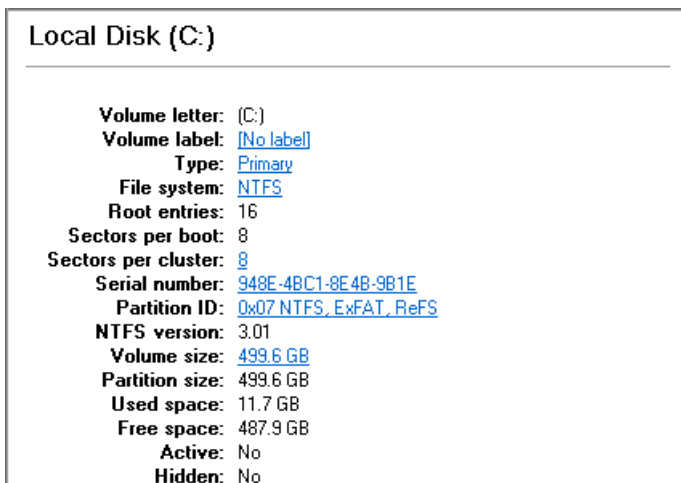 Local Disk (C:)
Volume letter: (C:)
Volume label: [No label]
Type: Primary
File system: NTFS
Root entries: 16
Sectors per boot: 8
Sectors per cluster: 8
Serial number: 948E-4BC1-8E4B-9B1E
Partition ID: 0x07 NTFS, ExFAT, ReFS
NTFS version: 3.01
Volume size: 499.6 GB
Partition size: 499.6 GB
Used space: 11.7 GB
Free space: 487.9 GB
Active: No
Hidden: No